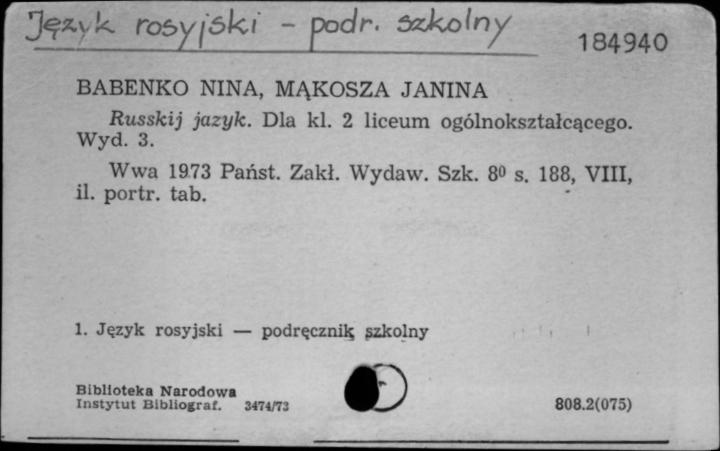 Język rosyjski - podr. szkolny
184940
BABENKO NINA, MĄKOSZA JANINA
Russkij jazyk. Dla kl. 2 liceum ogólnokształcącego.
Wyd. 3.
Wwa 1973 Państ. Zakł. Wydaw. Szk. 8⁰ s. 188, VIII,
il. portr. tab.
1. Język rosyjski — podręcznik szkolny
Biblioteka Narodowa
Instytut Bibliograf. 3474/73
808.2(075)